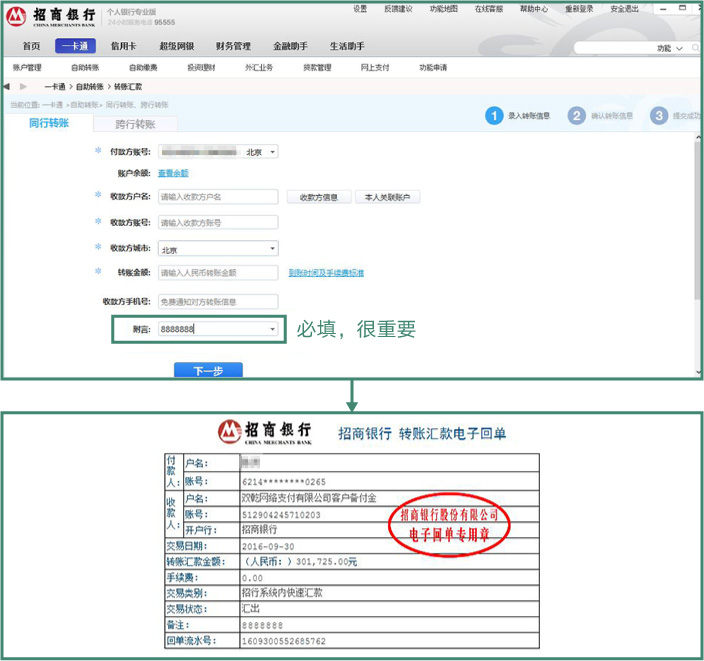 招商银行
CHINA MERCHANTS BANK
个人银行专业版
24小时服务电话 95555
设置 反馈建议 功能地图 在线客服 帮助中心 重新登录 安全退出
首页 一卡通 信用卡 超级网银 财务管理 金融助手 生活助手
功能
账户管理 自助转账 自助缴费 投资理财 外汇业务 贷款管理 网上支付 功能申请
一卡通 > 自助转账 > 转账汇款
当前位置: 一卡通 >自助转账> 同行转账、跨行转账
同行转账 跨行转账
1 录入转账信息 2 确认转账信息 3 提交成功
* 付款方账号: 北京
账户余额: 查看余额
* 收款方户名: 请输入收款方户名 收款方信息 本人关联账户
* 收款方账号: 请输入收款方账号
* 收款方城市: 北京
* 转账金额: 请输入人民币转账金额 到账时间及手续费标准
收款方手机号: 免费通知对方转账信息
附言: 8888888 必填，很重要
下一步
招商银行
CHINA MERCHANTS BANK
招商银行 转账汇款电子回单
付款人: 户名:
账号: 6214********0265
收款人: 户名: 双乾网络支付有限公司客户备付金
账号: 512904245710203
开户行: 招商银行
交易日期: 2016-09-30
转账汇款金额: （人民币：）301,725.00元
手续费: 0.00
交易类别: 招行系统内快速汇款
交易状态: 汇出
备注: 8888888
回单流水号: 1609300552685762
招商银行股份有限公司
电子回单专用章